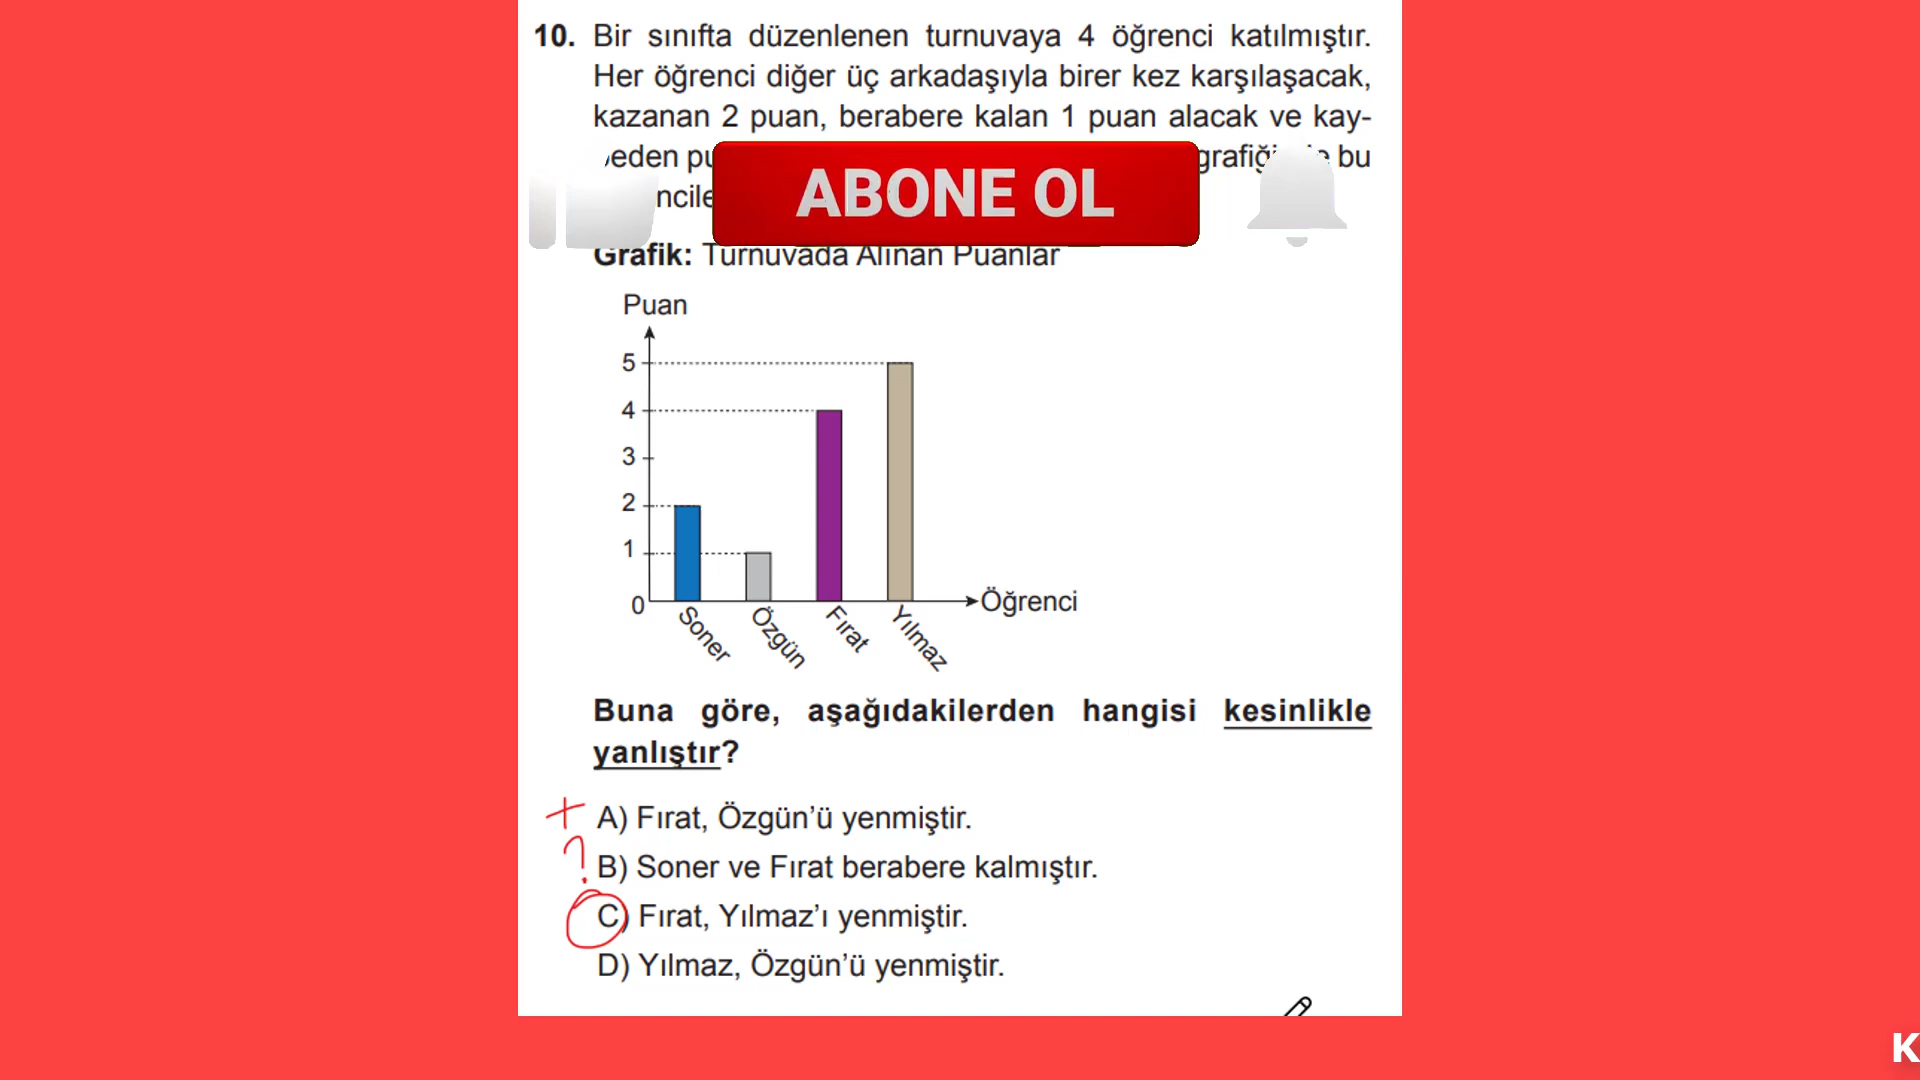 10. Bir sınıfta düzenlenen turnuvaya 4 öğrenci katılmıştır.
Her öğrenci diğer üç arkadaşıyla birer kez karşılaşacak,
kazanan 2 puan, berabere kalan 1 puan alacak ve kay-
eden pu grafiği bu
ncile
ABONE OL
Grafik: Turnuvada Alınan Puanlar
Puan
5
4
3
2
1
0
Soner
Özgün
Fırat
Yılmaz
Öğrenci
Buna göre, aşağıdakilerden hangisi kesinlikle
yanlıştır?
+ A) Fırat, Özgün’ü yenmiştir.
? B) Soner ve Fırat berabere kalmıştır.
C) Fırat, Yılmaz’ı yenmiştir.
D) Yılmaz, Özgün’ü yenmiştir.
K